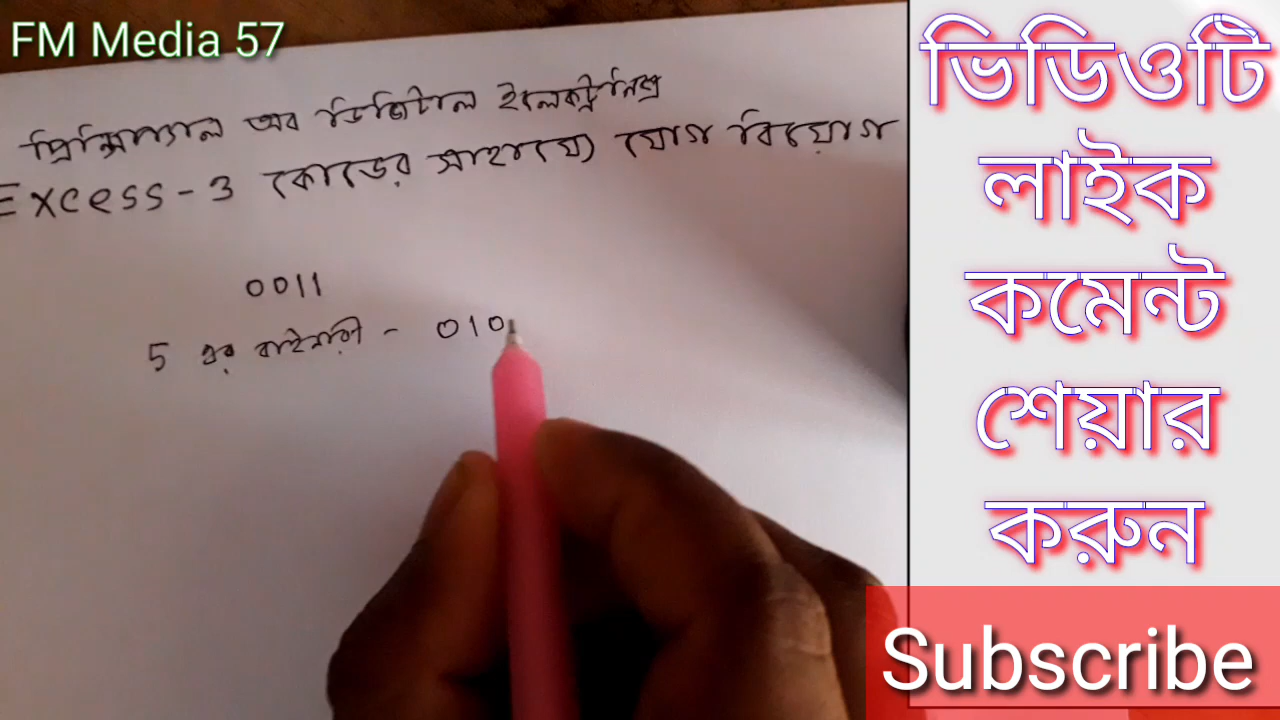 FM Media 57
প্রিন্সিপ্যাল অব ডিজিটাল ইলেকট্রনিক্স
Excess-3 কোডের সাহায্যে যোগ বিয়োগ
0011
5 এর বাইনারী - 010
ভিডিওটি
লাইক
কমেন্ট
শেয়ার
করুন
Subscribe